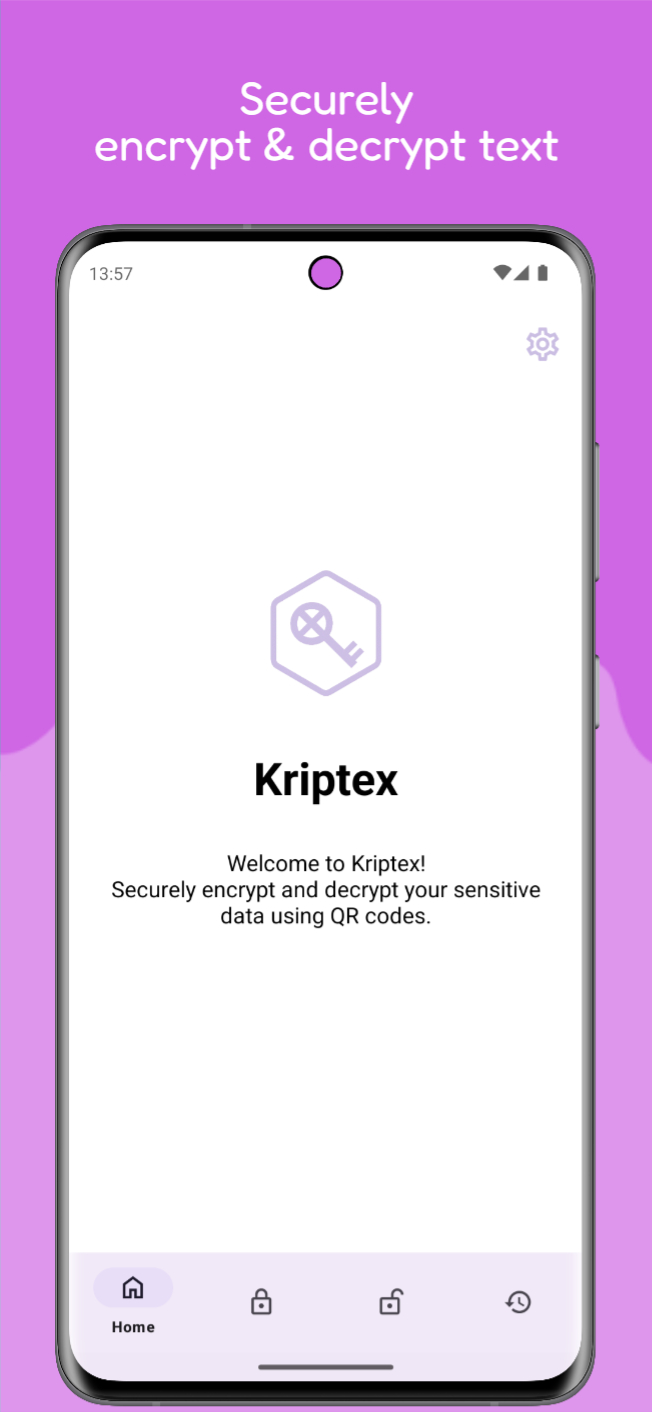 Securely
encrypt & decrypt text
13:57
Kriptex
Welcome to Kriptex!
Securely encrypt and decrypt your sensitive
data using QR codes.
Home